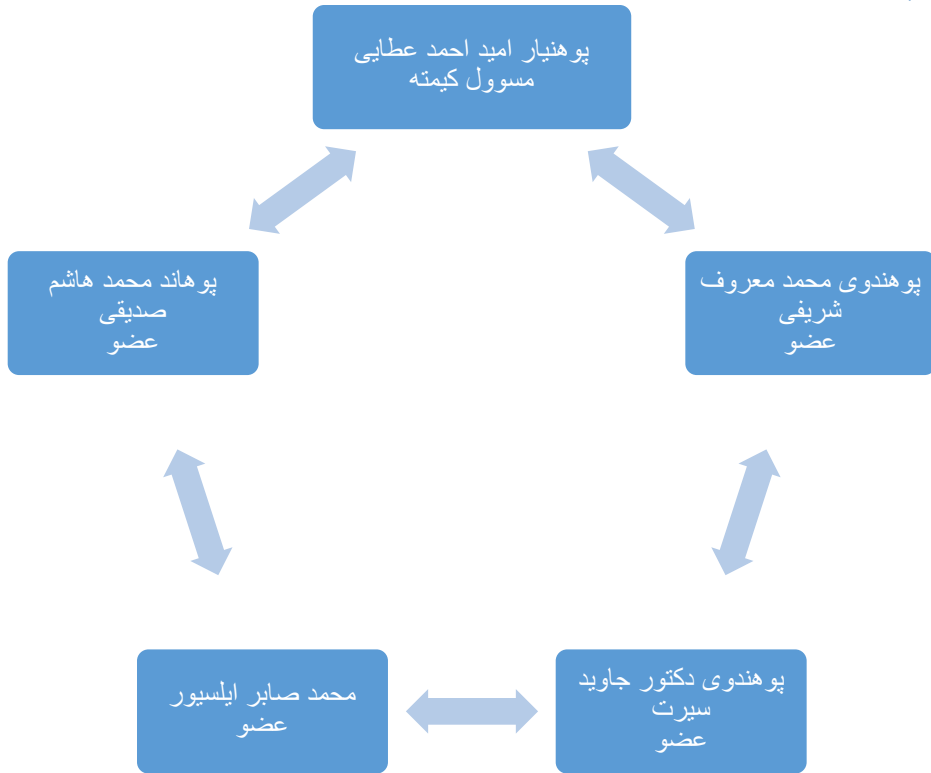 پوهنیار امید احمد عطایی
مسوول کیمته
پوهندوی محمد معروف
شریفی
عضو
پوهاند محمد هاشم
صدیقی
عضو
پوهندوی دکتور جاوید
سیرت
عضو
محمد صابر ایلسیور
عضو